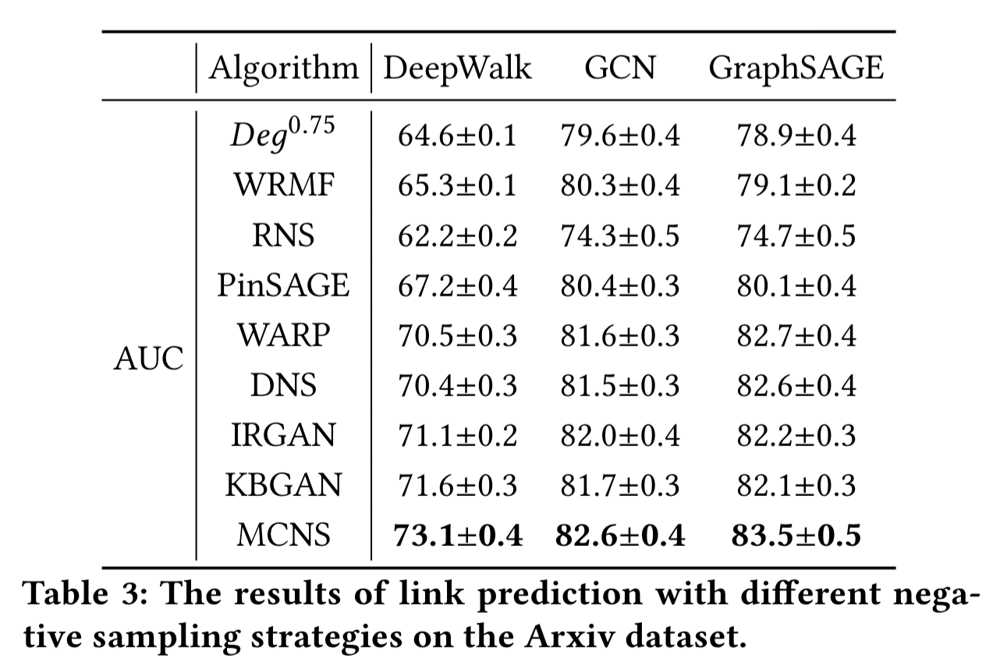 Algorithm DeepWalk GCN GraphSAGE
Deg^0.75 64.6±0.1 79.6±0.4 78.9±0.4
WRMF 65.3±0.1 80.3±0.4 79.1±0.2
RNS 62.2±0.2 74.3±0.5 74.7±0.5
PinSAGE 67.2±0.4 80.4±0.3 80.1±0.4
WARP 70.5±0.3 81.6±0.3 82.7±0.4
AUC
DNS 70.4±0.3 81.5±0.3 82.6±0.4
IRGAN 71.1±0.2 82.0±0.4 82.2±0.3
KBGAN 71.6±0.3 81.7±0.3 82.1±0.3
MCNS 73.1±0.4 82.6±0.4 83.5±0.5
Table 3: The results of link prediction with different nega-
tive sampling strategies on the Arxiv dataset.